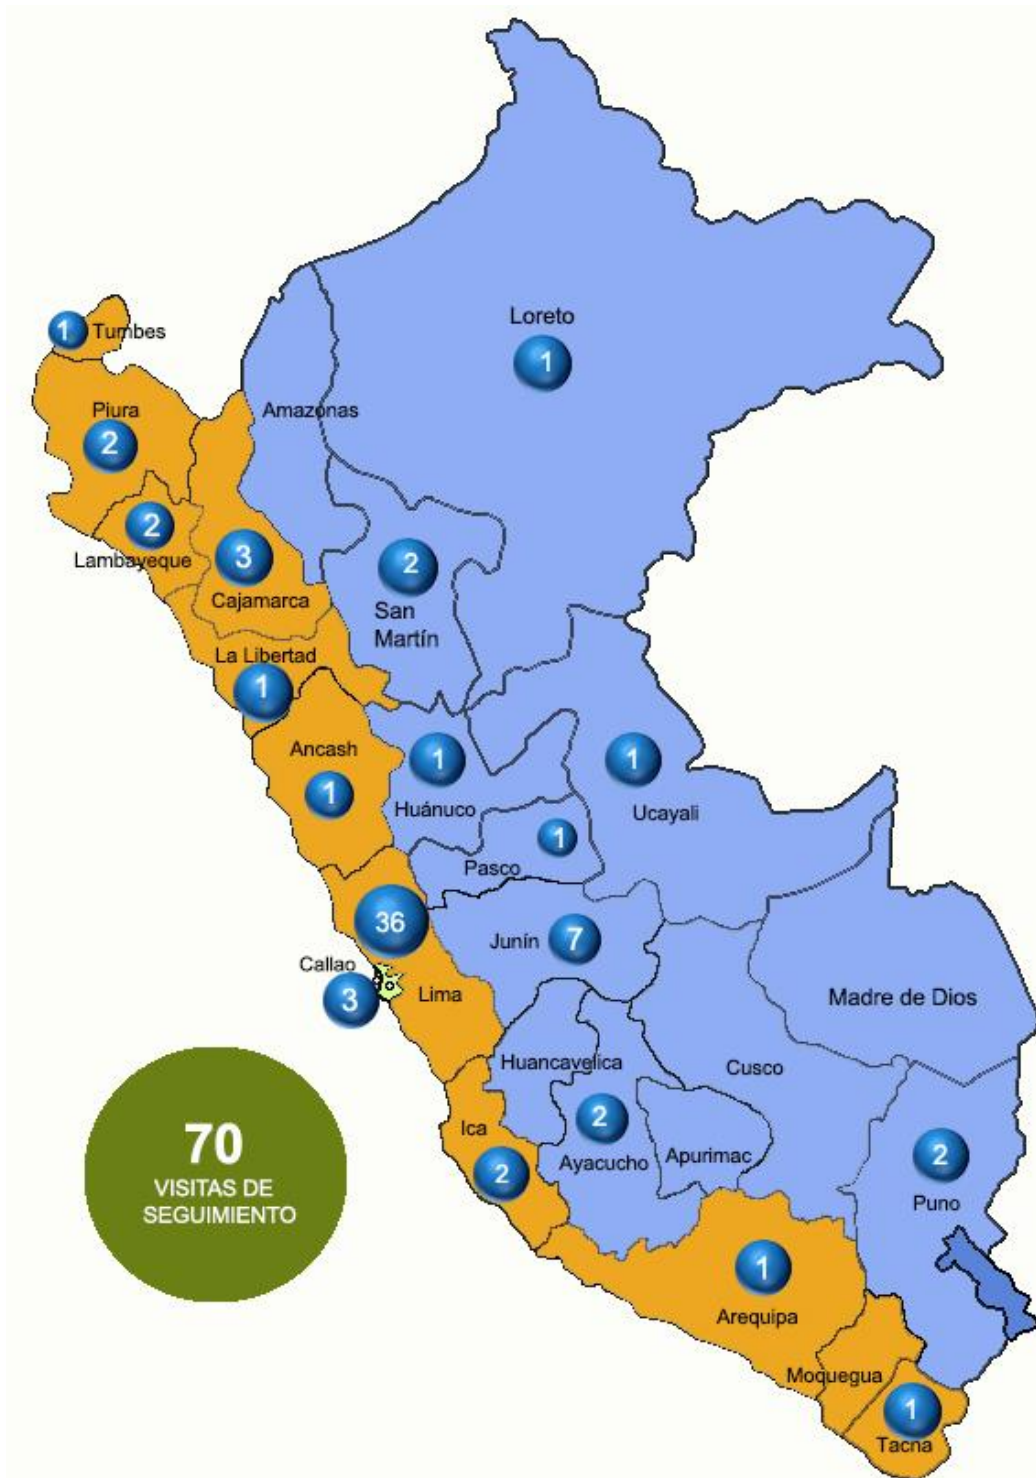 Loreto
1
1
Tumbes
Piura
2
Amazonas
2
Lambayeque
3
Cajamarca
2
San
Martín
La Libertad
1
Ancash
1
1
Huánuco
1
Ucayali
1
Pasco
36
Junín
7
Callao
3
Lima
Madre de Dios
Huancavelica
Cusco
Ica
2
2
Ayacucho
Apurimac
2
Puno
70
VISITAS DE
SEGUIMIENTO
1
Arequipa
Moquegua
1
Tacna